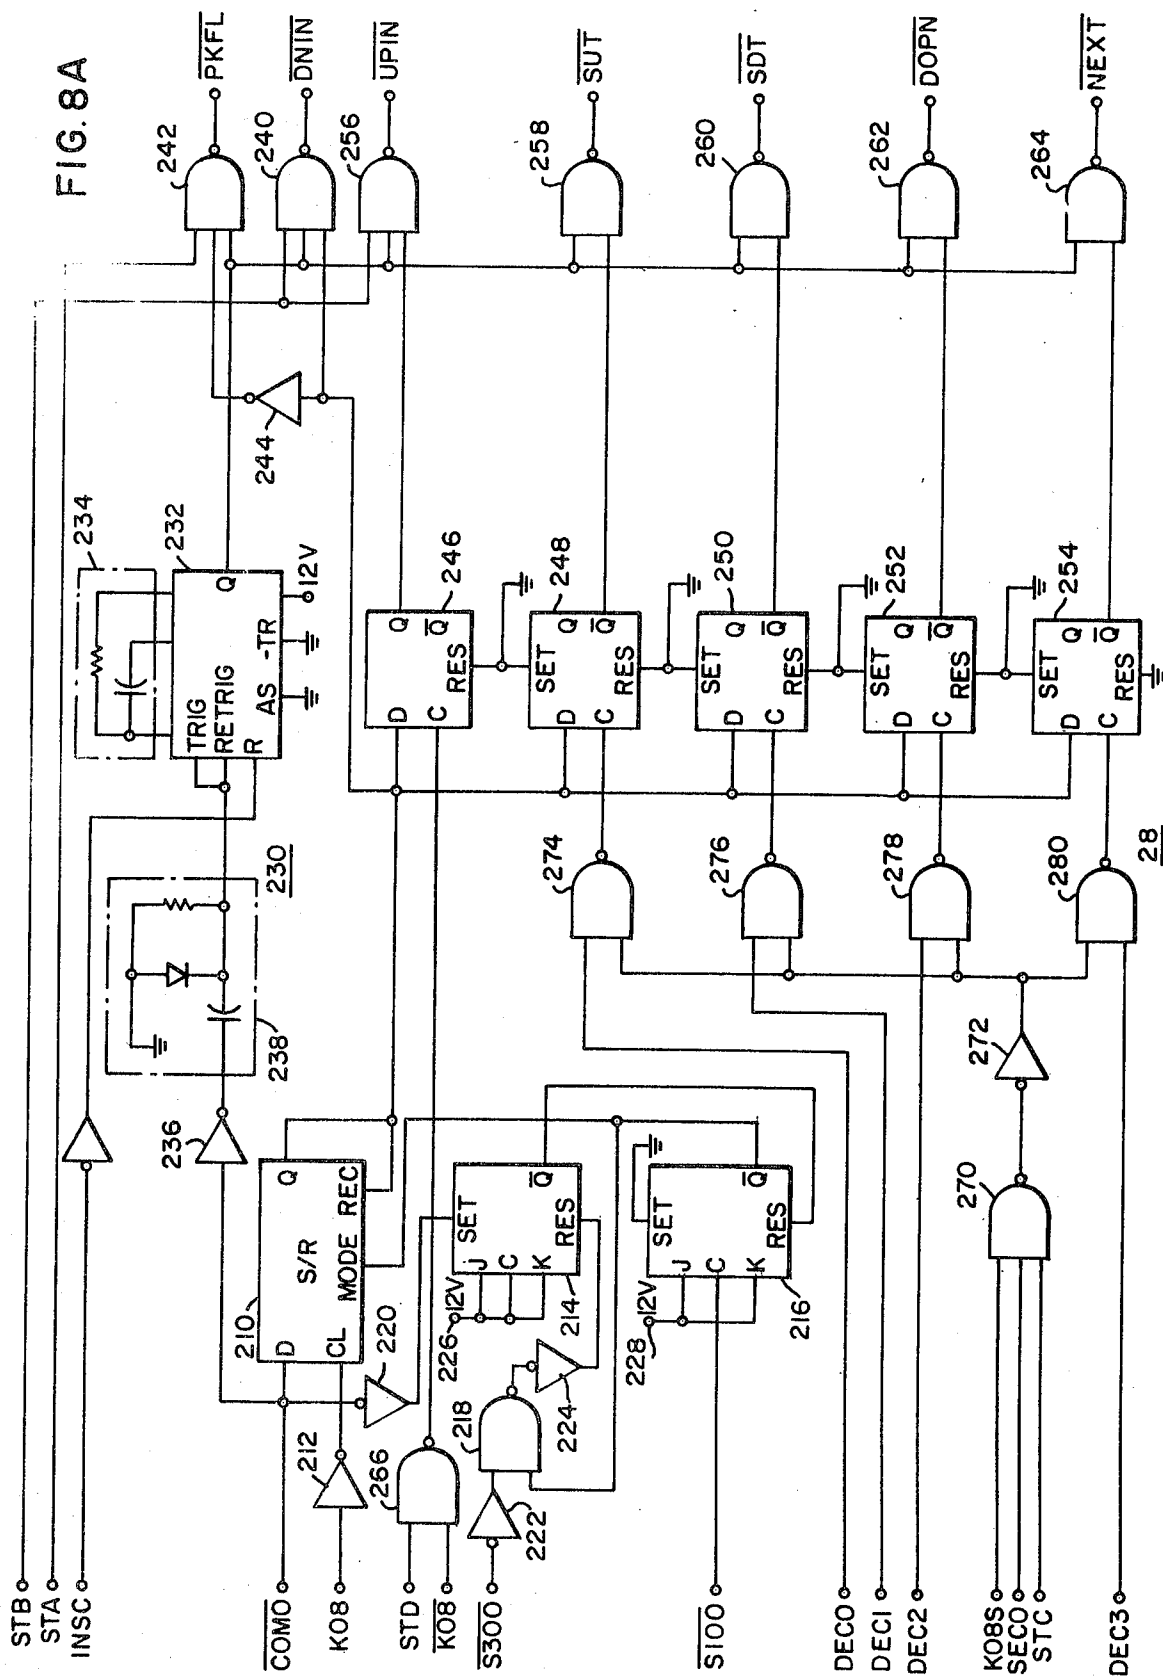 FIG. 8A
STB
STA
INSC
COM0
K08
STD
K08
S300
S100
DEC0
DEC1
DEC2
K08S
SEC0
STC
DEC3
PKFL
DNIN
UPIN
SUT
SDT
DOPN
NEXT
242
240
256
258
260
262
264
244
234
232
TRIG
RETRIG
R
Q
AS
-TR
12V
230
238
236
210
D
CL
S/R
MODE
REC
Q
212
220
266
218
222
224
226
12V
J
C
K
SET
RES
Q
214
228
12V
J
C
K
SET
RES
Q
216
D
C
Q
Q
RES
246
SET
D
C
Q
Q
RES
248
SET
D
C
Q
Q
RES
250
SET
D
C
Q
Q
RES
252
SET
D
C
Q
Q
RES
254
274
276
278
280
270
272
28